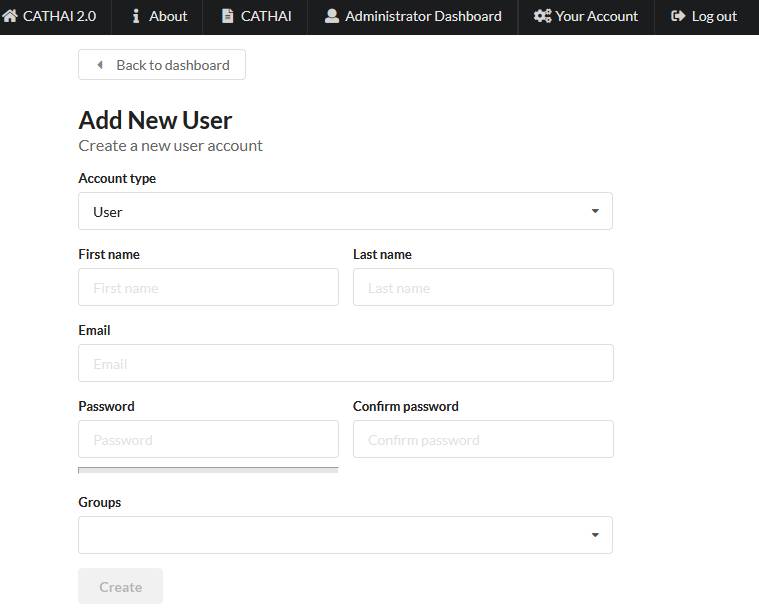 CATHAI 2.0 About CATHAI Administrator Dashboard Your Account Log out
Back to dashboard
Add New User
Create a new user account
Account type
User
First name Last name
First name Last name
Email
Email
Password Confirm password
Password Confirm password
Groups
Create